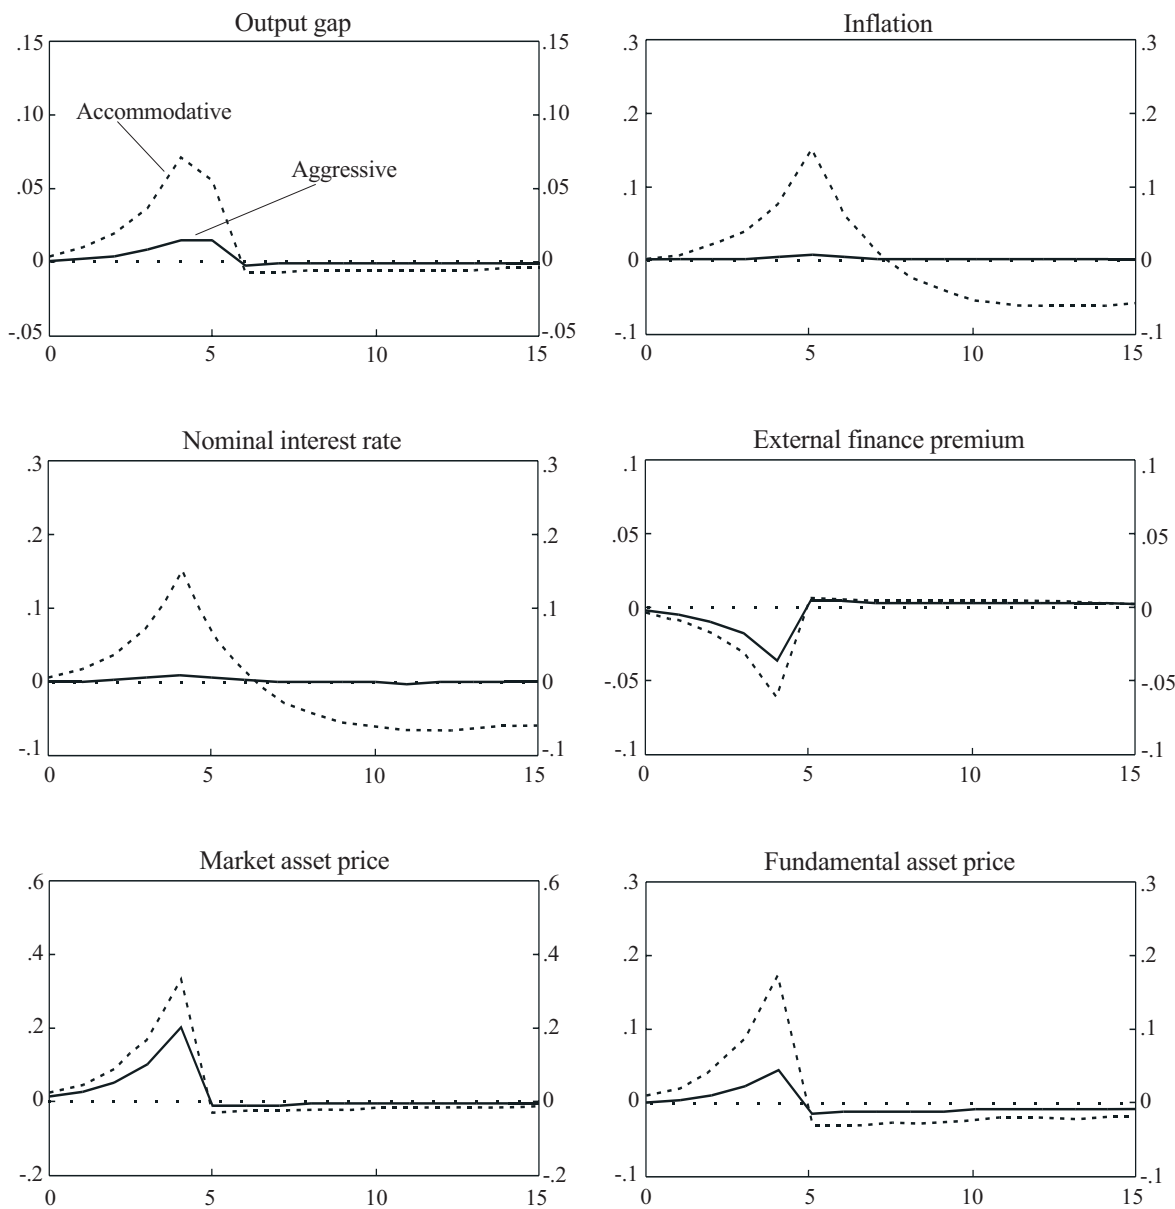 Output gap
.15 .15
.10 .10
Accommodative
Aggressive
.05 .05
0 0
-.05 -.05
0 5 10 15
Inflation
.3 .3
.2 .2
.1 .1
0 0
-.1 -.1
0 5 10 15
Nominal interest rate
.3 .3
.2 .2
.1 .1
0 0
-.1 -.1
0 5 10 15
External finance premium
.1 .1
.05 .05
0 0
-.05 -.05
-.1 -.1
0 5 10 15
Market asset price
.6 .6
.4 .4
.2 .2
0 0
-.2 -.2
0 5 10 15
Fundamental asset price
.3 .3
.2 .2
.1 .1
0 0
-.1 -.1
0 5 10 15